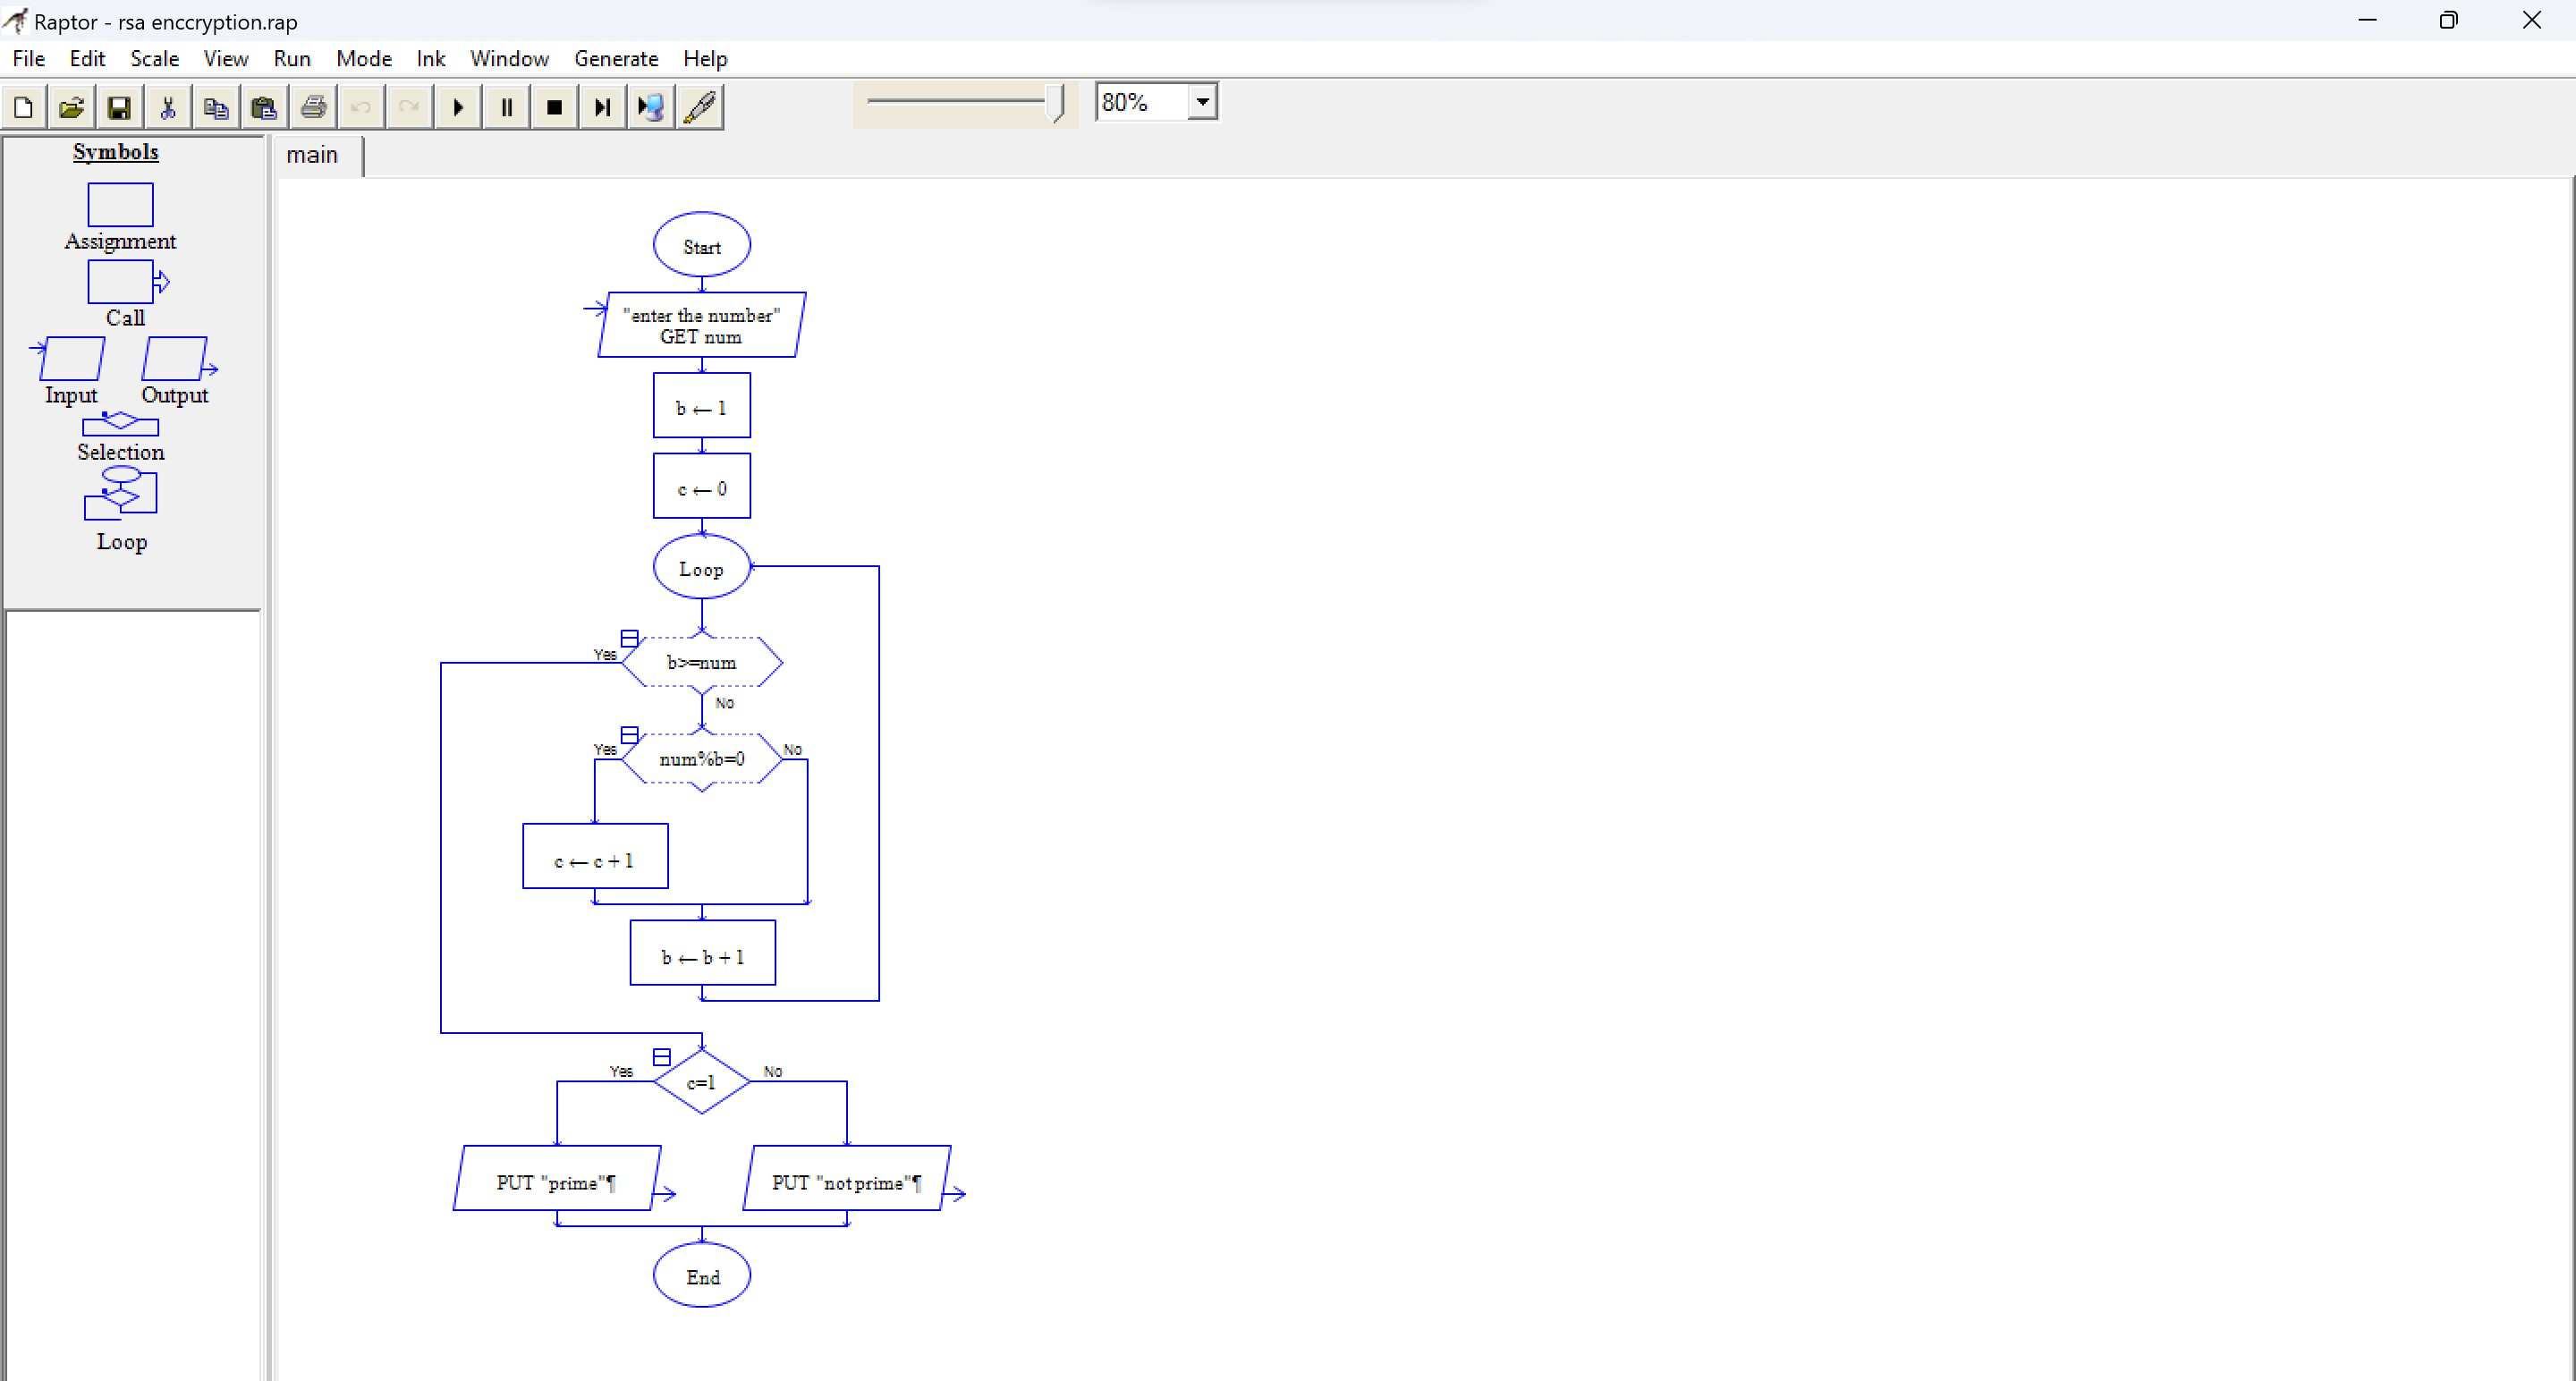 Raptor - rsa enccryption.rap
File Edit Scale View Run Mode Ink Window Generate Help
80%
Symbols
main
Assignment
Call
Input Output
Selection
Loop
Start
"enter the number"
GET num
b ← 1
c ← 0
Loop
Yes
b>=num
No
Yes
num%b=0
No
c ← c + 1
b ← b + 1
Yes
c=1
No
PUT "prime"¶
PUT "not prime"¶
End